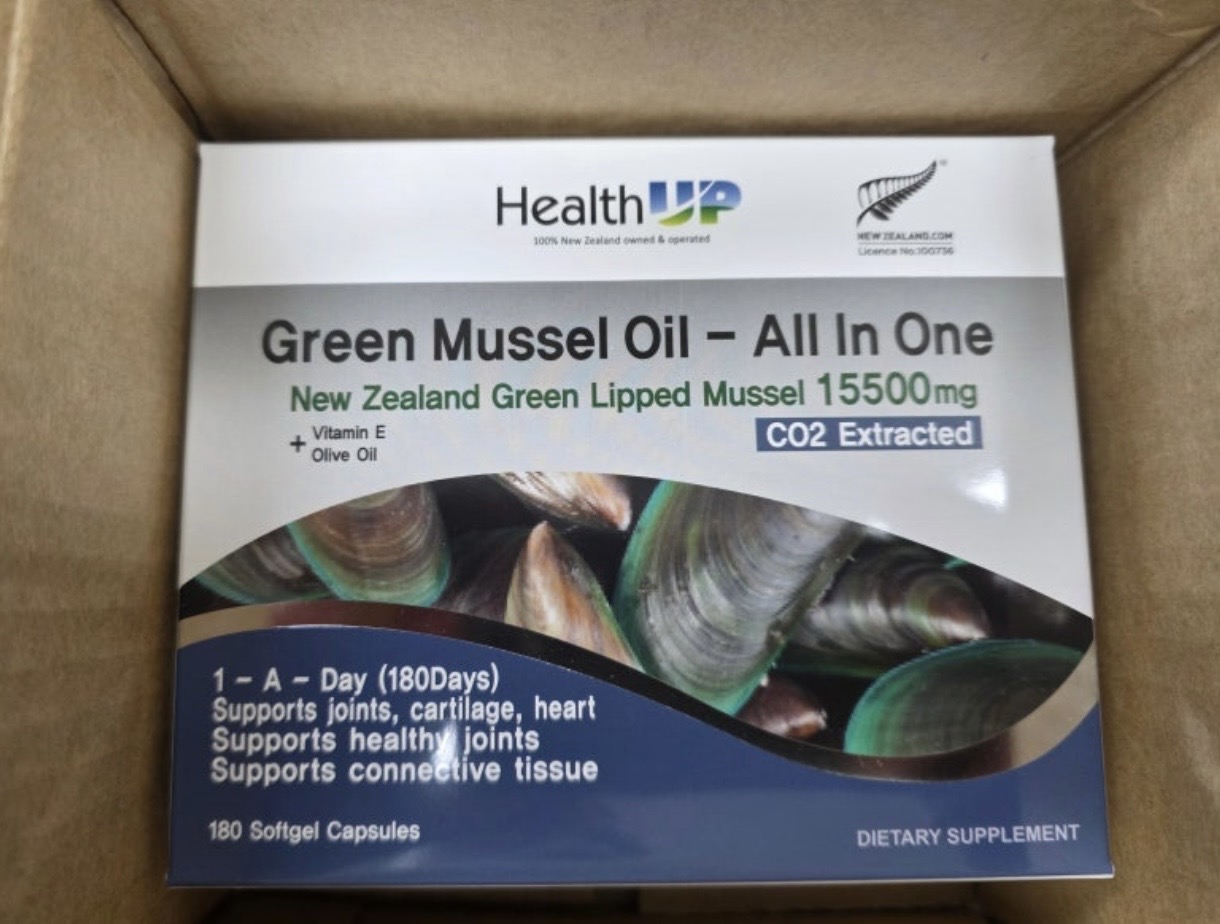 HealthUP
100% New Zealand owned & operated
NEWZEALAND.COM
Licence No:100736
Green Mussel Oil – All In One
New Zealand Green Lipped Mussel 15500mg
+ Vitamin E
Olive Oil
CO2 Extracted
1 – A – Day (180Days)
Supports joints, cartilage, heart
Supports healthy joints
Supports connective tissue
180 Softgel Capsules
DIETARY SUPPLEMENT